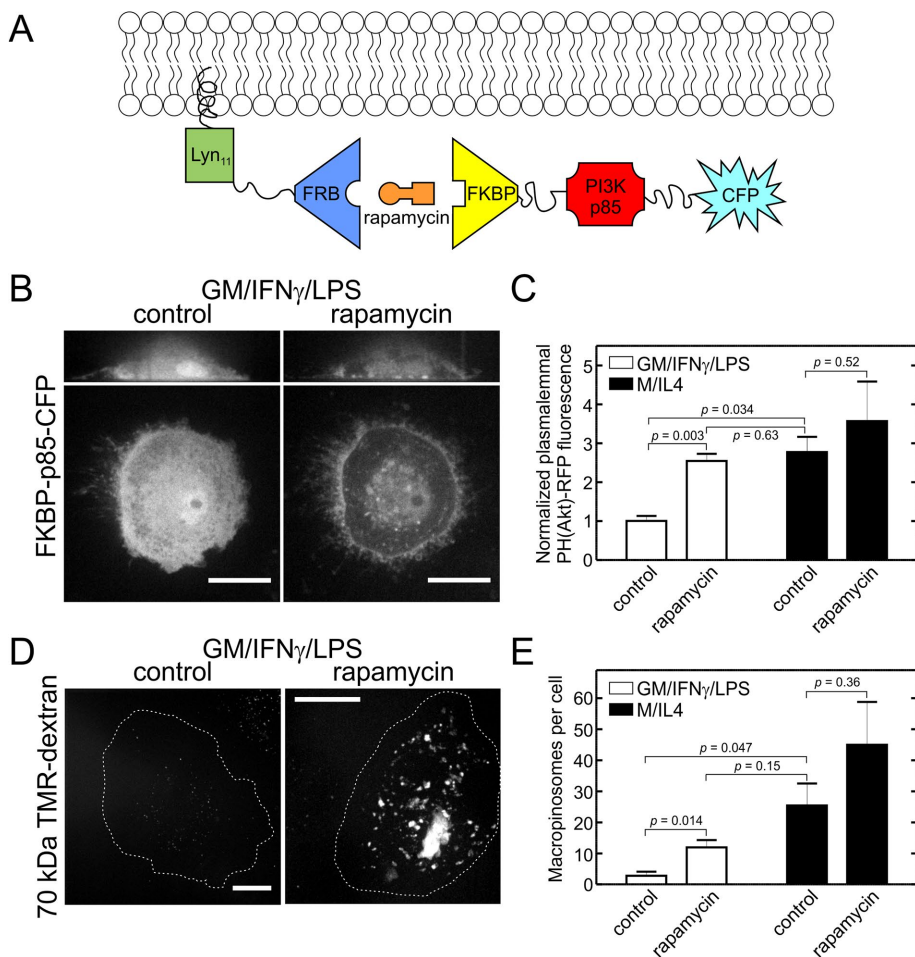 A
Lyn11
FRB
rapamycin
FKBP
PI3K
p85
CFP
B
GM/IFNγ/LPS
control
rapamycin
FKBP-p85-CFP
C
Normalized plasmalemmal
PH(Akt)-RFP fluorescence
5
4
3
2
1
0
GM/IFNγ/LPS
M/IL4
p = 0.52
p = 0.034
p = 0.003
p = 0.63
control
rapamycin
control
rapamycin
D
GM/IFNγ/LPS
control
rapamycin
70 kDa TMR-dextran
E
Macropinosomes per cell
60
50
40
30
20
10
0
GM/IFNγ/LPS
M/IL4
p = 0.36
p = 0.047
p = 0.15
p = 0.014
control
rapamycin
control
rapamycin